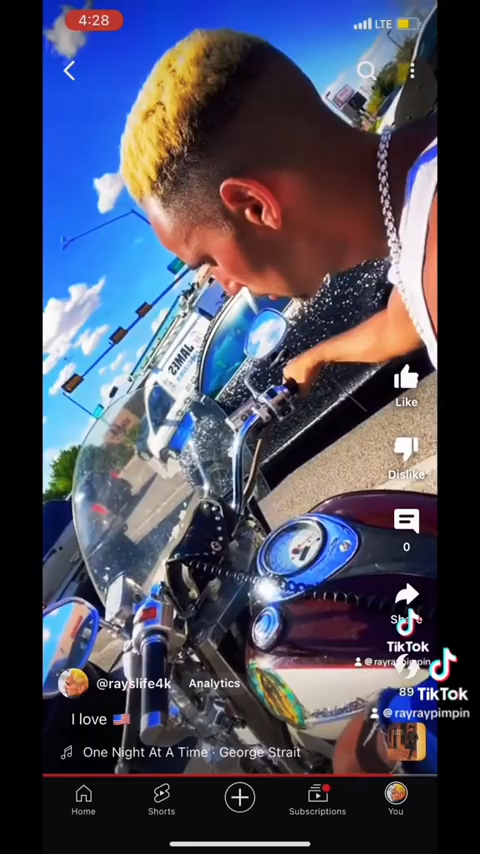 4:28
LTE
JAMES
Like
Dislike
0
Share
TikTok
@rayraypimpin
89
TikTok
@rayraypimpin
@rayslife4k
Analytics
I love 🇺🇸
One Night At A Time · George Strait
Home
Shorts
Subscriptions
You